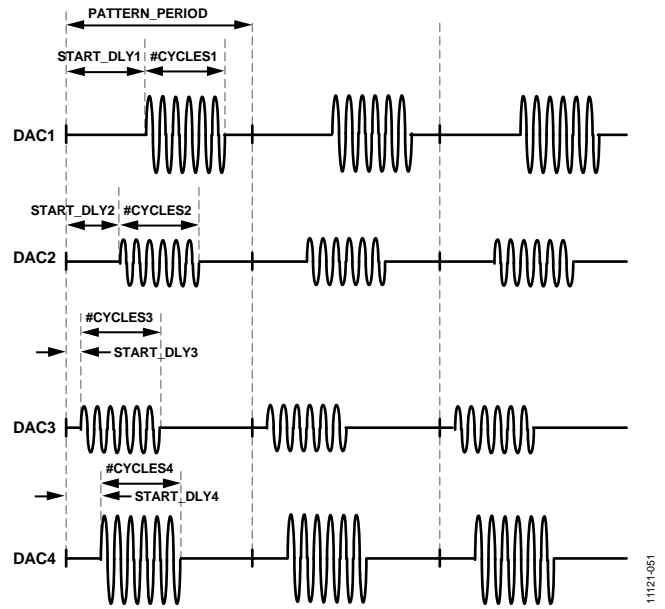 PATTERN_PERIOD
START_DLY1 #CYCLES1
DAC1
START_DLY2 #CYCLES2
DAC2
#CYCLES3
START_DLY3
DAC3
#CYCLES4
START_DLY4
DAC4
11121-051